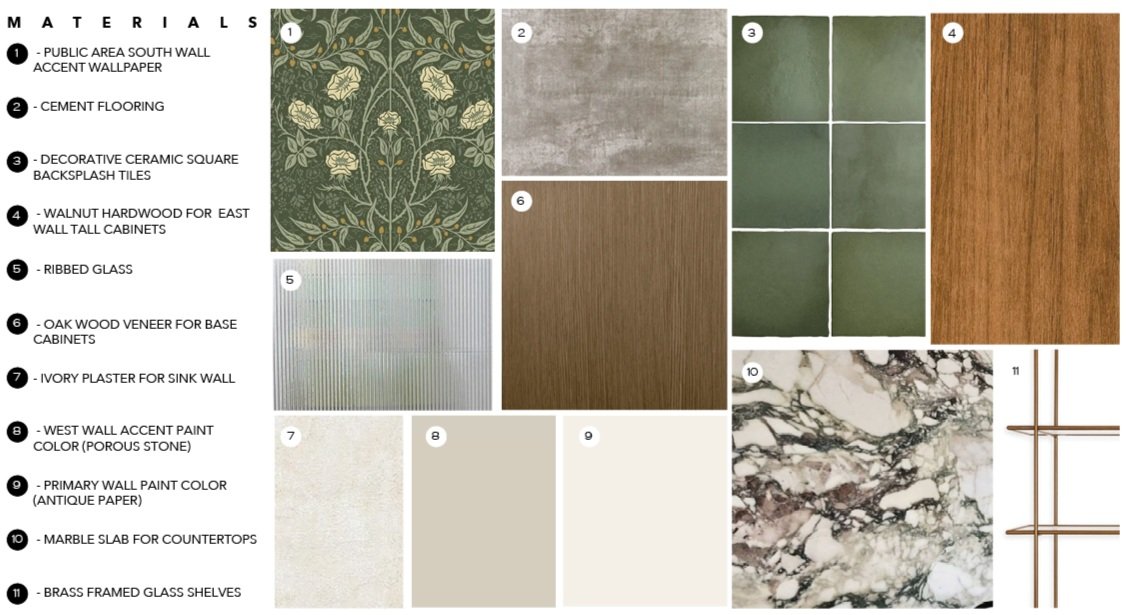 MATERIALS
1 - PUBLIC AREA SOUTH WALL
ACCENT WALLPAPER
2 - CEMENT FLOORING
3 - DECORATIVE CERAMIC SQUARE
BACKSPLASH TILES
4 - WALNUT HARDWOOD FOR EAST
WALL TALL CABINETS
5 - RIBBED GLASS
6 - OAK WOOD VENEER FOR BASE
CABINETS
7 - IVORY PLASTER FOR SINK WALL
8 - WEST WALL ACCENT PAINT
COLOR (POROUS STONE)
9 - PRIMARY WALL PAINT COLOR
(ANTIQUE PAPER)
10 - MARBLE SLAB FOR COUNTERTOPS
11 - BRASS FRAMED GLASS SHELVES
1
2
3
4
5
6
7
8
9
10
11